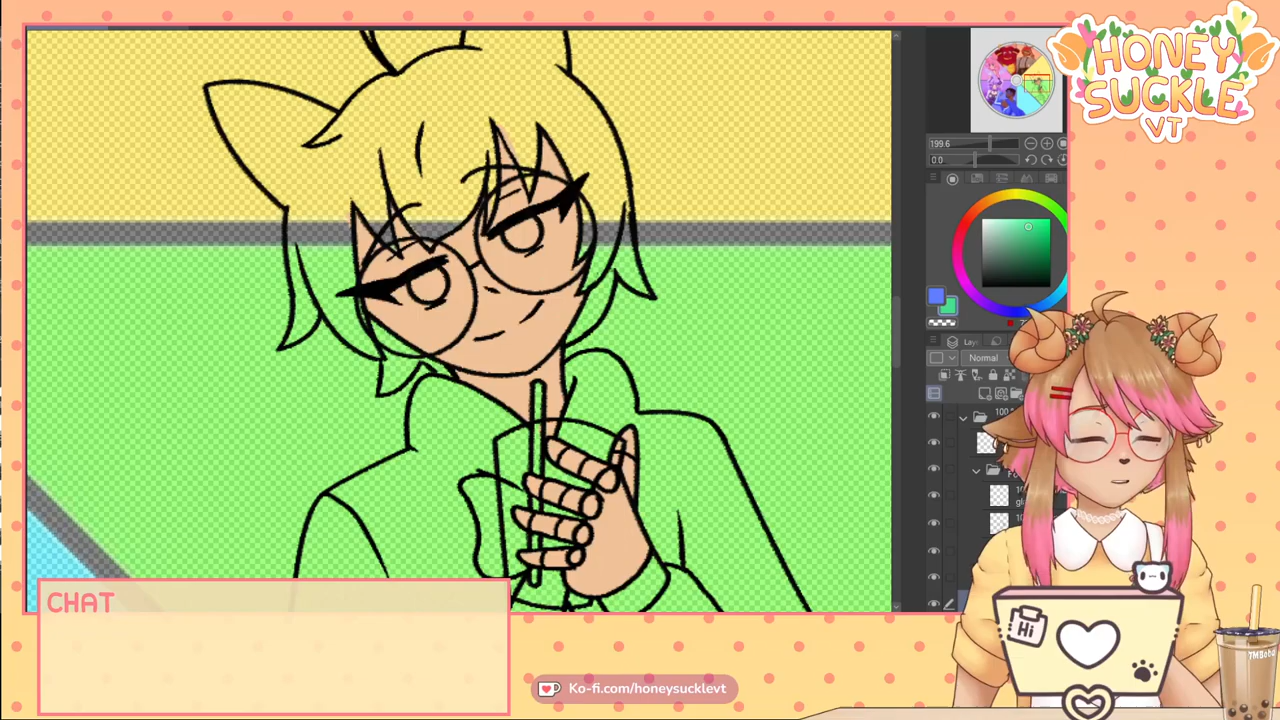 HONEY
SUCKLE
VT
199.6
0.0
Normal
Hi
TMBoba
CHAT
Ko-fi.com/honeysucklevt